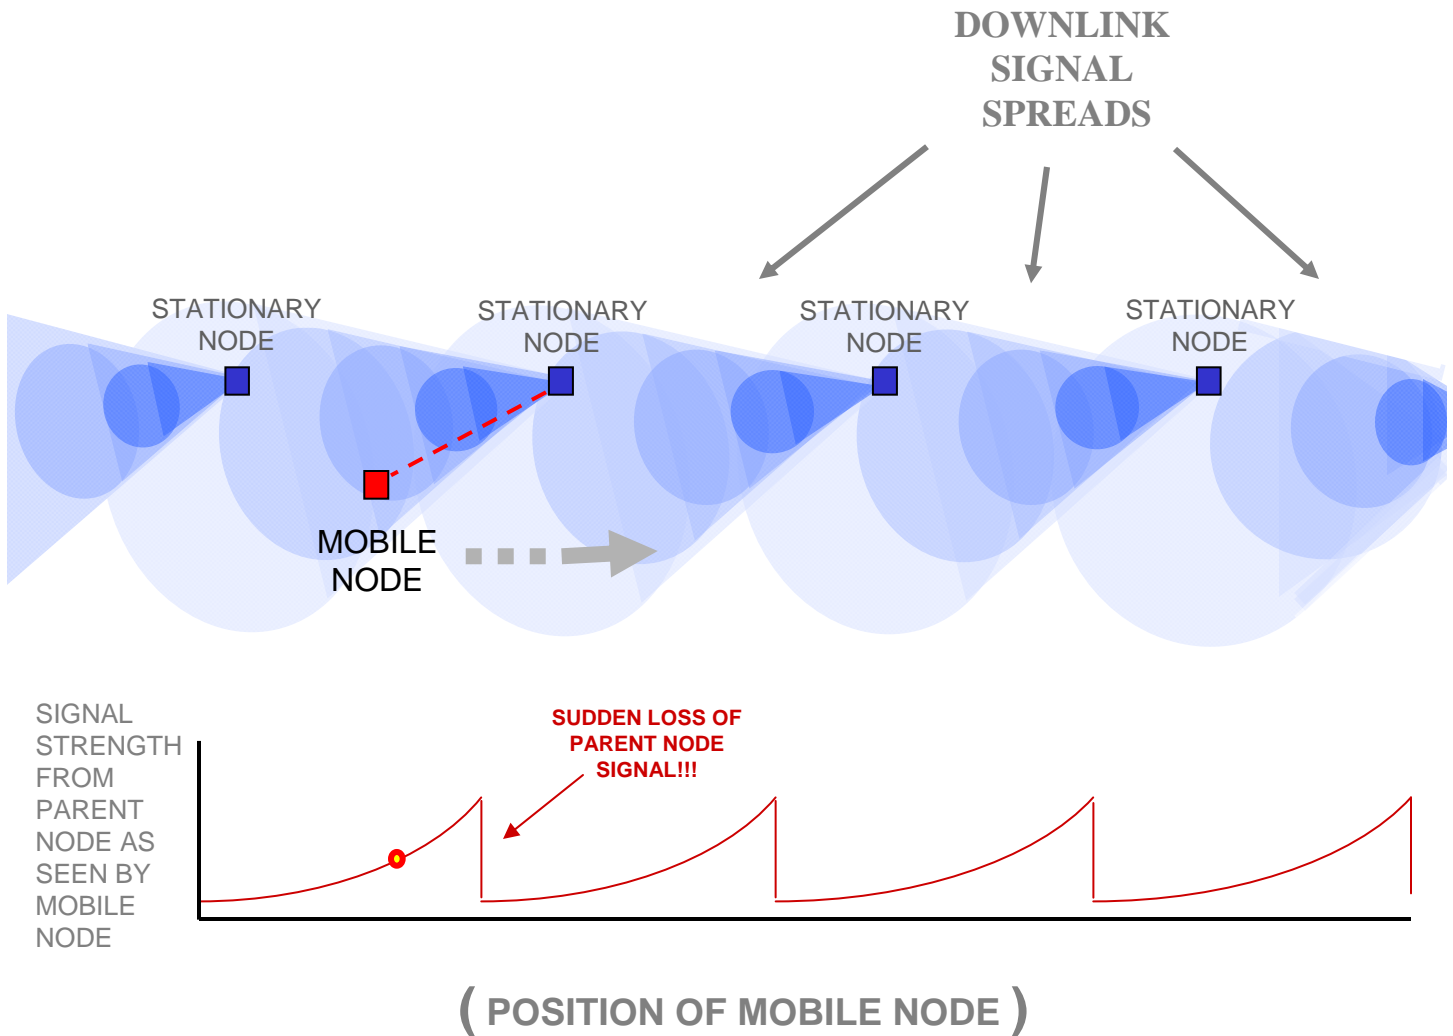 DOWNLINK
SIGNAL
SPREADS
STATIONARY
NODE
STATIONARY
NODE
STATIONARY
NODE
STATIONARY
NODE
MOBILE
NODE
SIGNAL
STRENGTH
FROM
PARENT
NODE AS
SEEN BY
MOBILE
NODE
SUDDEN LOSS OF
PARENT NODE
SIGNAL!!!
( POSITION OF MOBILE NODE )